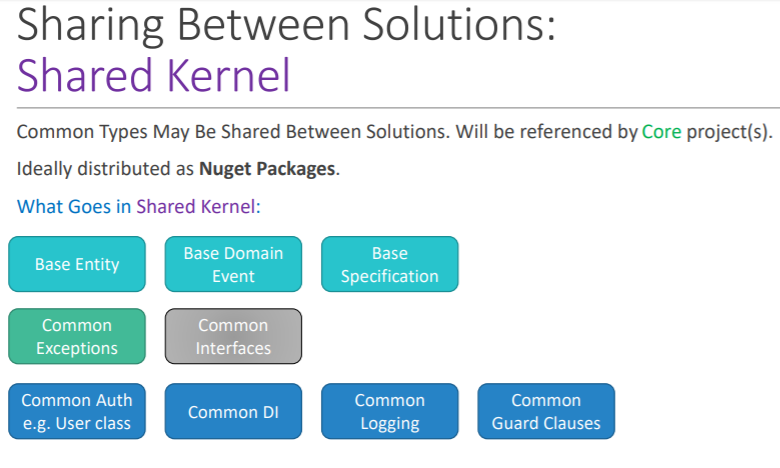 Sharing Between Solutions:
Shared Kernel
Common Types May Be Shared Between Solutions. Will be referenced by Core project(s).
Ideally distributed as Nuget Packages.
What Goes in Shared Kernel:
Base Entity
Base Domain
Event
Base
Specification
Common
Exceptions
Common
Interfaces
Common Auth
e.g. User class
Common DI
Common
Logging
Common
Guard Clauses